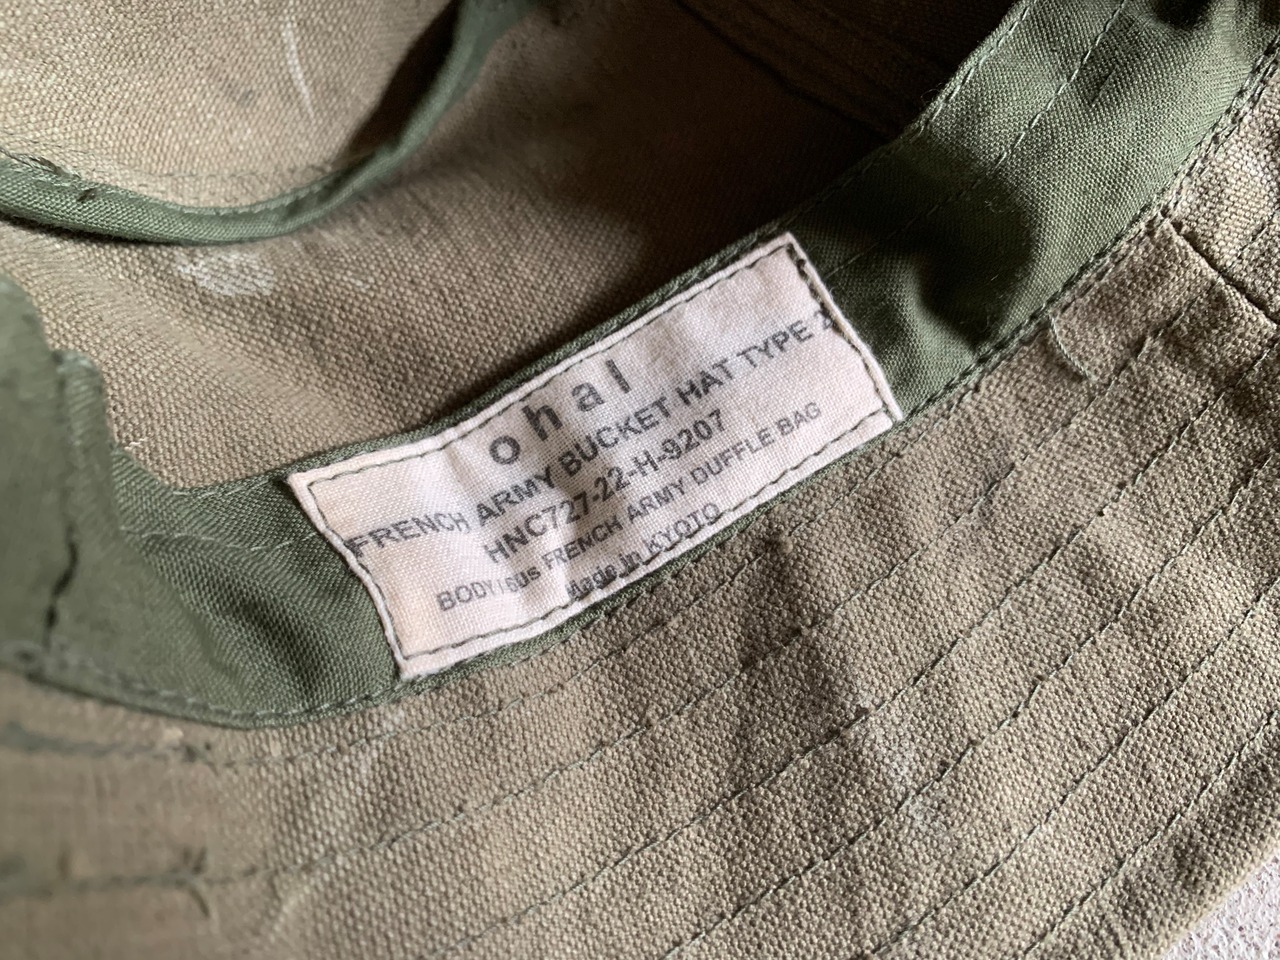 ohal
FRENCH ARMY BUCKET HAT TYPE 2
HNC727-22-H-9207
BODY:60s FRENCH ARMY DUFFLE BAG
Made in KYOTO